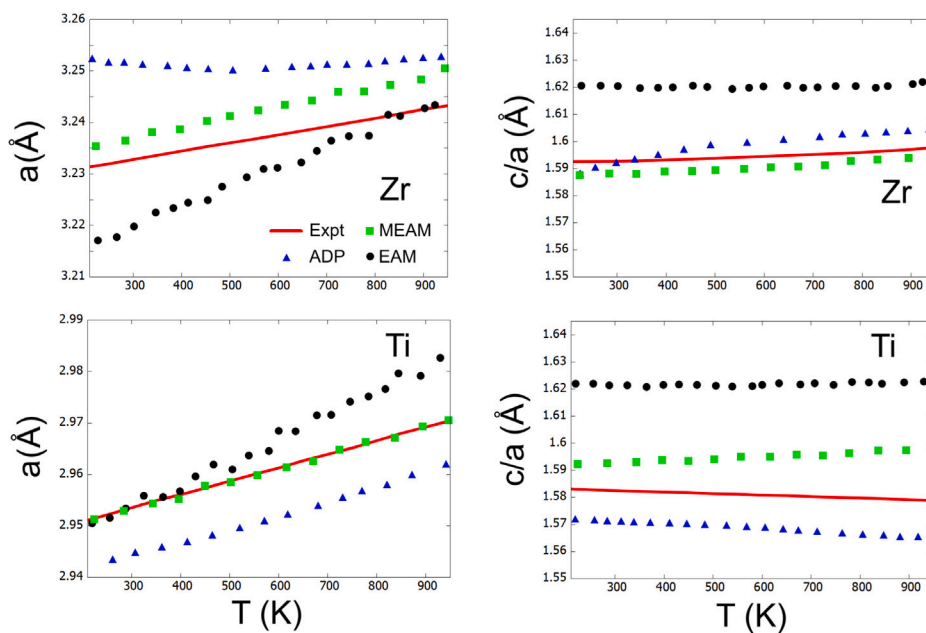 3.26
3.25
3.24
3.23
3.22
3.21
a(Å)
300 400 500 600 700 800 900
Zr
Expt MEAM
ADP EAM
1.64
1.63
1.62
1.61
1.6
1.59
1.58
1.57
1.56
1.55
c/a (Å)
300 400 500 600 700 800 900
Zr
2.99
2.98
2.97
2.96
2.95
2.94
a(Å)
300 400 500 600 700 800 900
Ti
T (K)
1.64
1.63
1.62
1.61
1.6
1.59
1.58
1.57
1.56
1.55
c/a (Å)
300 400 500 600 700 800 900
Ti
T (K)